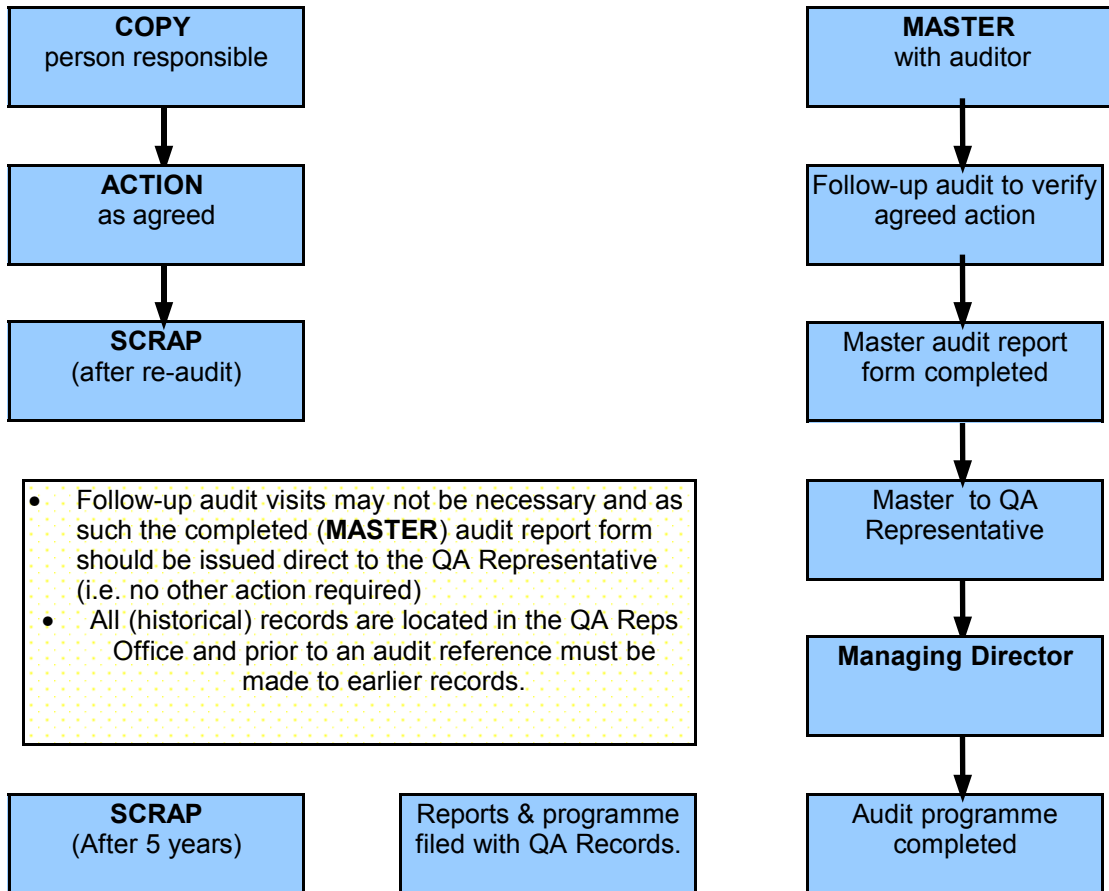 COPY
person responsible
ACTION
as agreed
SCRAP
(after re-audit)
MASTER
with auditor
Follow-up audit to verify
agreed action
Master audit report
form completed
Master to QA
Representative
Managing Director
Audit programme
completed
• Follow-up audit visits may not be necessary and as
such the completed (MASTER) audit report form
should be issued direct to the QA Representative
(i.e. no other action required)
• All (historical) records are located in the QA Reps
Office and prior to an audit reference must be
made to earlier records.
SCRAP
(After 5 years)
Reports & programme
filed with QA Records.